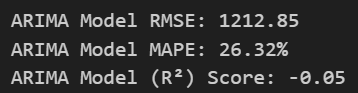 ARIMA Model RMSE: 1212.85
ARIMA Model MAPE: 26.32%
ARIMA Model (R²) Score: -0.05